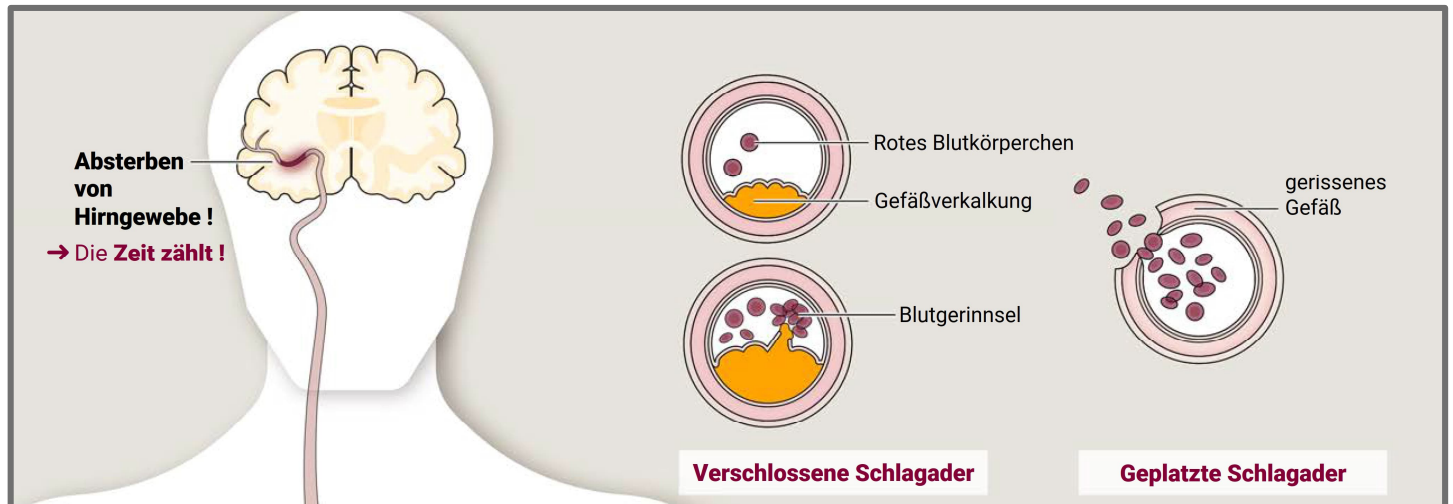 Absterben
von
Hirngewebe !
→ Die Zeit zählt !
Rotes Blutkörperchen
Gefäßverkalkung
Blutgerinnsel
Verschlossene Schlagader
gerissenes
Gefäß
Geplatzte Schlagader